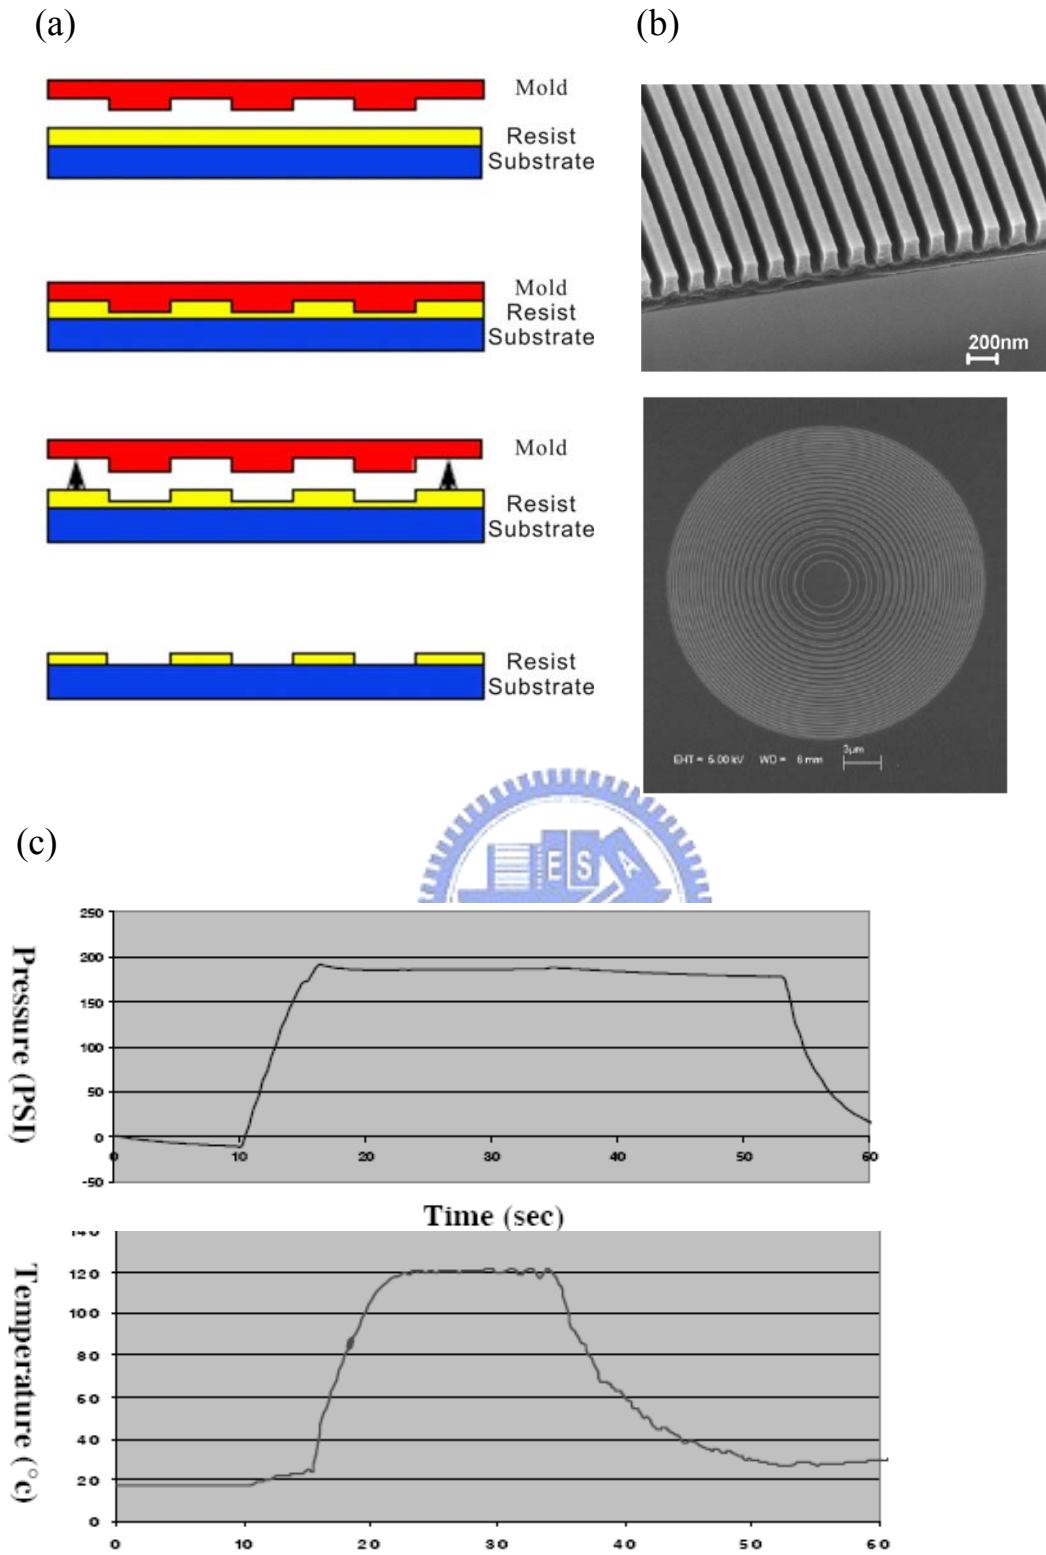 (a)
Mold
Resist
Substrate
Mold
Resist
Substrate
Mold
Resist
Substrate
Resist
Substrate
(b)
200nm
EHT = 5.00 kV WD = 6 mm 3μm
E S A
(c)
Pressure (PSI)
250
200
150
100
50
0
-50
0 10 20 30 40 50 60
Time (sec)
Temperature (°c)
140
120
100
80
60
40
20
0
0 10 20 30 40 50 60